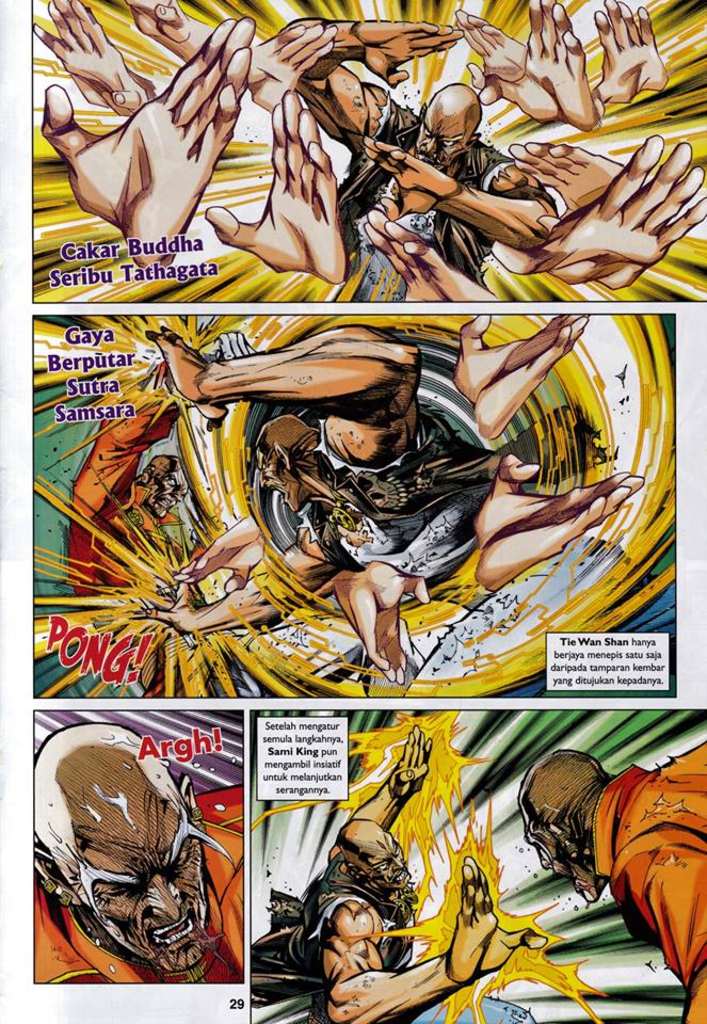 Cakar Buddha
Seribu Tathagata
Gaya
Berputar
Sutra
Samsara
PONG!
Tie Wan Shan hanya
berjaya menepis satu saja
daripada tamparan kembar
yang ditujukan kepadanya.
Argh!
Setelah mengatur
semula langkahnya,
Sami King pun
mengambil insiatif
untuk melanjutkan
serangannya.
29